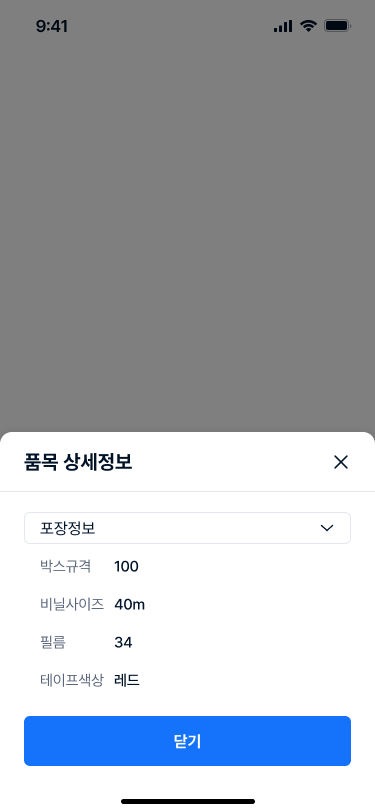 9:41
품목 상세정보
포장정보
박스규격 100
비닐사이즈 40m
필름 34
테이프색상 레드
닫기